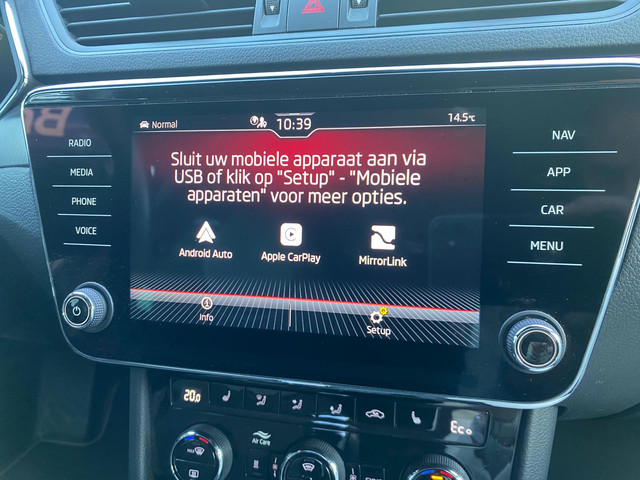 Normal
10:39
14.5°C
RADIO
MEDIA
PHONE
VOICE
Sluit uw mobiele apparaat aan via
USB of klik op "Setup" - "Mobiele
apparaten" voor meer opties.
Android Auto
Apple CarPlay
MirrorLink
Info
Setup
NAV
APP
CAR
MENU
20.0
Eco
Air Care
MAX